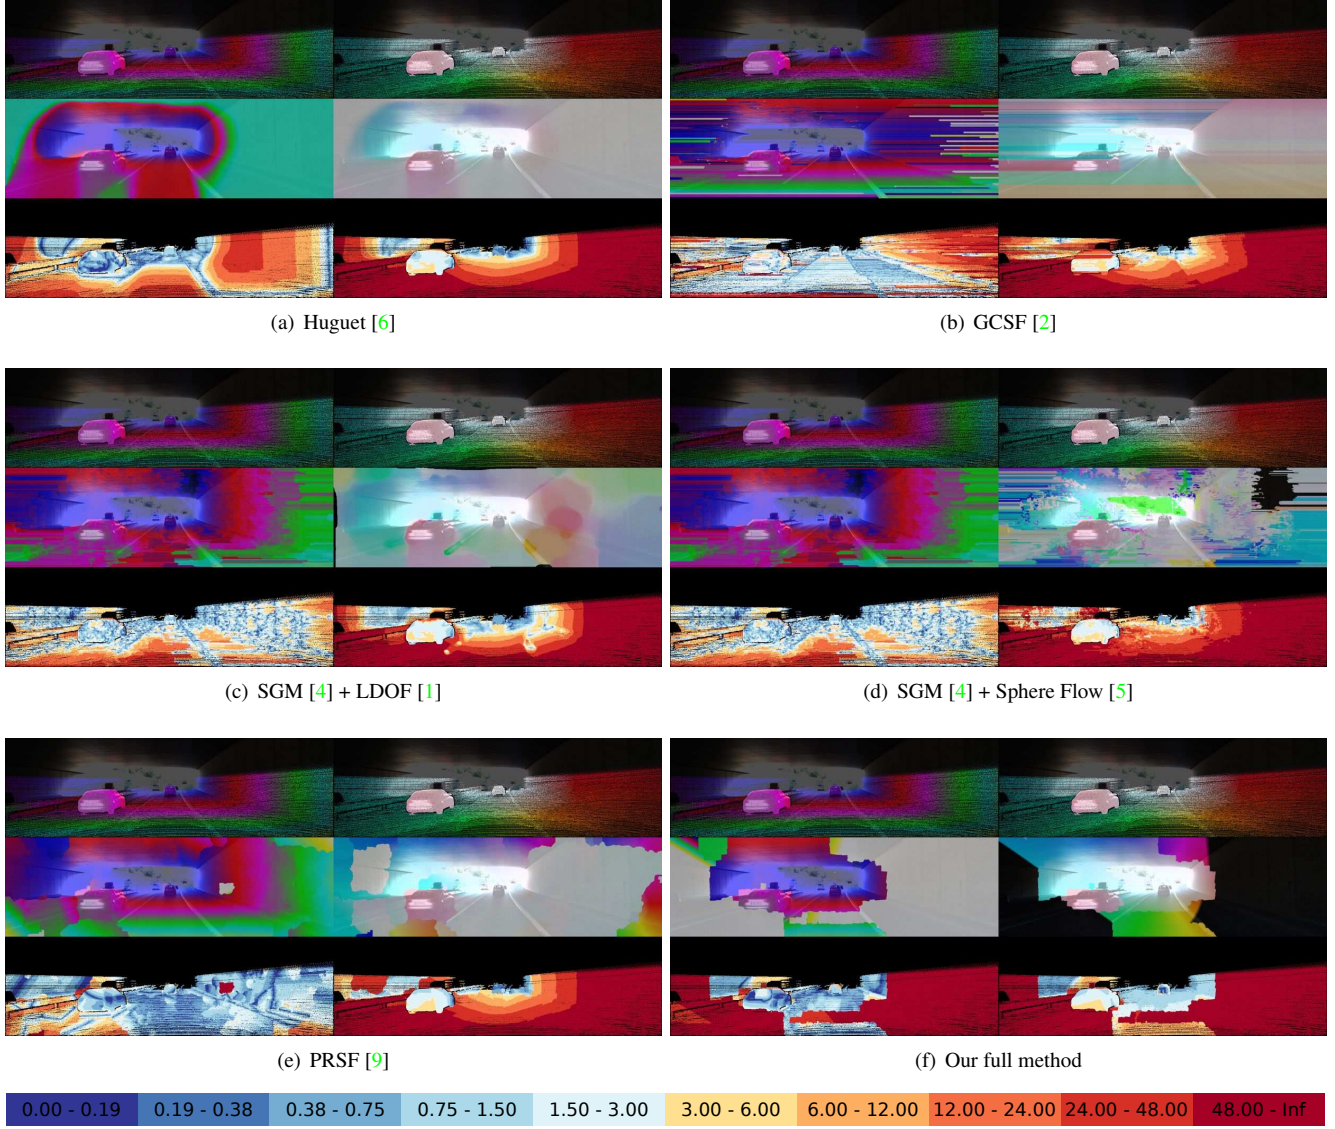 (a) Huguet [6]
(b) GCSF [2]
(c) SGM [4] + LDOF [1]
(d) SGM [4] + Sphere Flow [5]
(e) PRSF [9]
(f) Our full method
0.00 - 0.19 0.19 - 0.38 0.38 - 0.75 0.75 - 1.50 1.50 - 3.00 3.00 - 6.00 6.00 - 12.00 12.00 - 24.00 24.00 - 48.00 48.00 - Inf